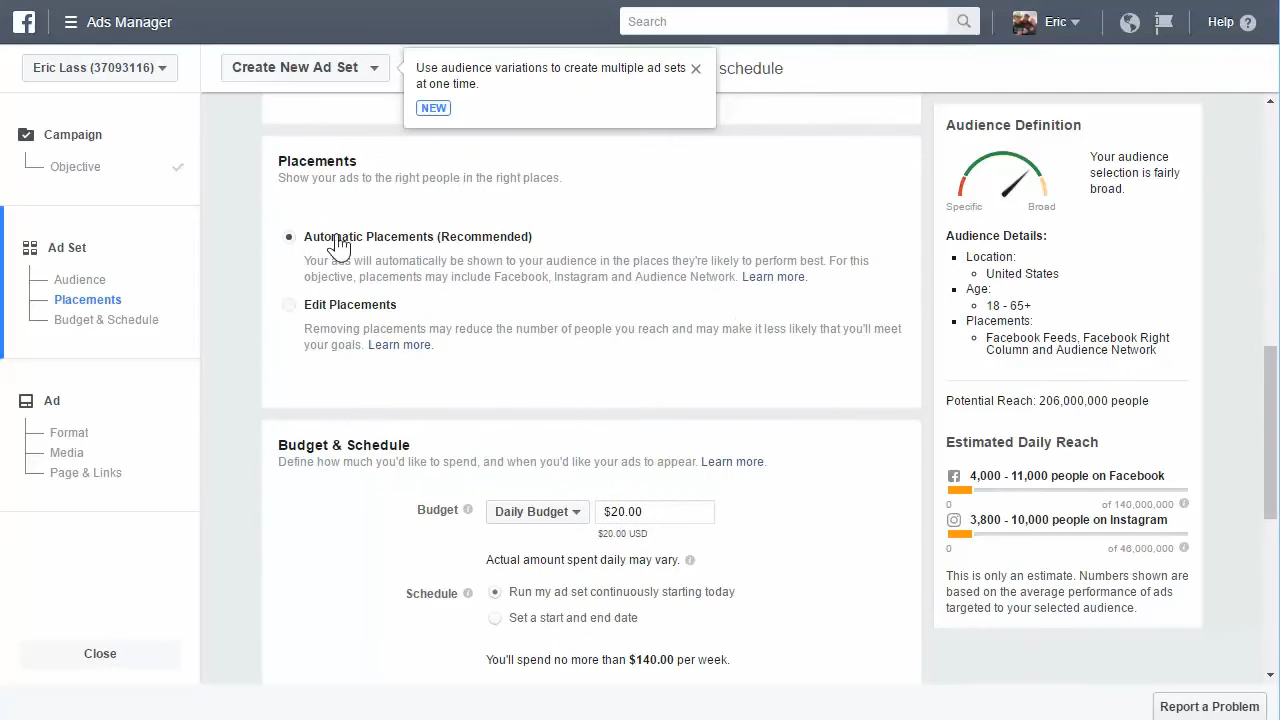 Ads Manager
Search
Eric
Help
Eric Lass (37093116)
Create New Ad Set
Use audience variations to create multiple ad sets
at one time.
NEW
schedule
Campaign
Objective
Ad Set
Audience
Placements
Budget & Schedule
Ad
Format
Media
Page & Links
Close
Placements
Show your ads to the right people in the right places.
Automatic Placements (Recommended)
Your ads will automatically be shown to your audience in the places they're likely to perform best. For this
objective, placements may include Facebook, Instagram and Audience Network. Learn more.
Edit Placements
Removing placements may reduce the number of people you reach and may make it less likely that you'll meet
your goals. Learn more.
Budget & Schedule
Define how much you'd like to spend, and when you'd like your ads to appear. Learn more.
Budget
Daily Budget
$20.00
$20.00 USD
Actual amount spent daily may vary.
Schedule
Run my ad set continuously starting today
Set a start and end date
You'll spend no more than $140.00 per week.
Audience Definition
Specific
Broad
Your audience
selection is fairly
broad.
Audience Details:
Location:
United States
Age:
18 - 65+
Placements:
Facebook Feeds, Facebook Right
Column and Audience Network
Potential Reach: 206,000,000 people
Estimated Daily Reach
4,000 - 11,000 people on Facebook
0
of 140,000,000
3,800 - 10,000 people on Instagram
0
of 46,000,000
This is only an estimate. Numbers shown are
based on the average performance of ads
targeted to your selected audience.
Report a Problem